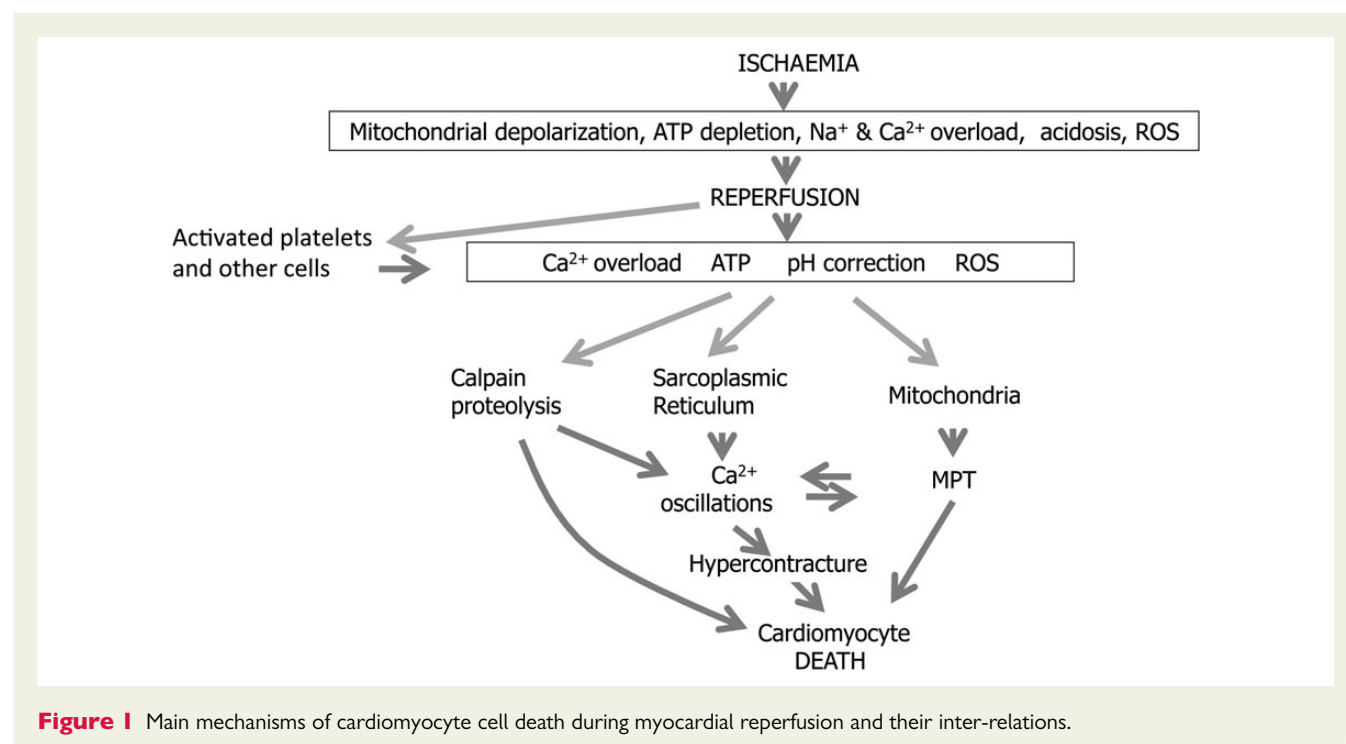 ISCHAEMIA
Mitochondrial depolarization, ATP depletion, Na⁺ & Ca²⁺ overload, acidosis, ROS
REPERFUSION
Activated platelets
and other cells
Ca²⁺ overload ATP pH correction ROS
Calpain
proteolysis
Sarcoplasmic
Reticulum
Mitochondria
Ca²⁺
oscillations
MPT
Hypercontracture
Cardiomyocyte
DEATH
Figure 1 Main mechanisms of cardiomyocyte cell death during myocardial reperfusion and their inter-relations.